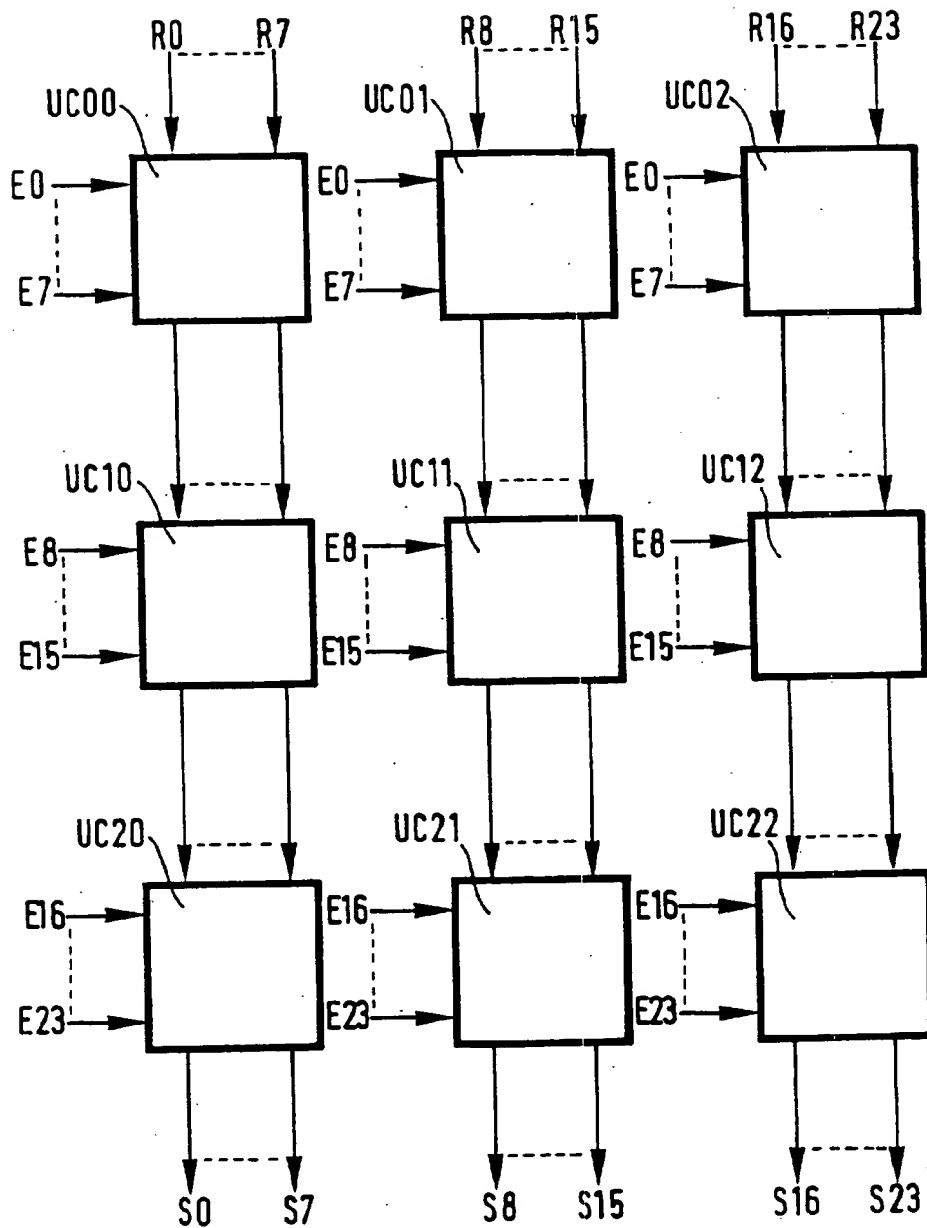 R0 R7 R8 R15 R16 R23
UC00 UC01 UC02
E0 E0 E0
E7 E7 E7
UC10 UC11 UC12
E8 E8 E8
E15 E15 E15
UC20 UC21 UC22
E16 E16 E16
E23 E23 E23
S0 S7 S8 S15 S16 S23